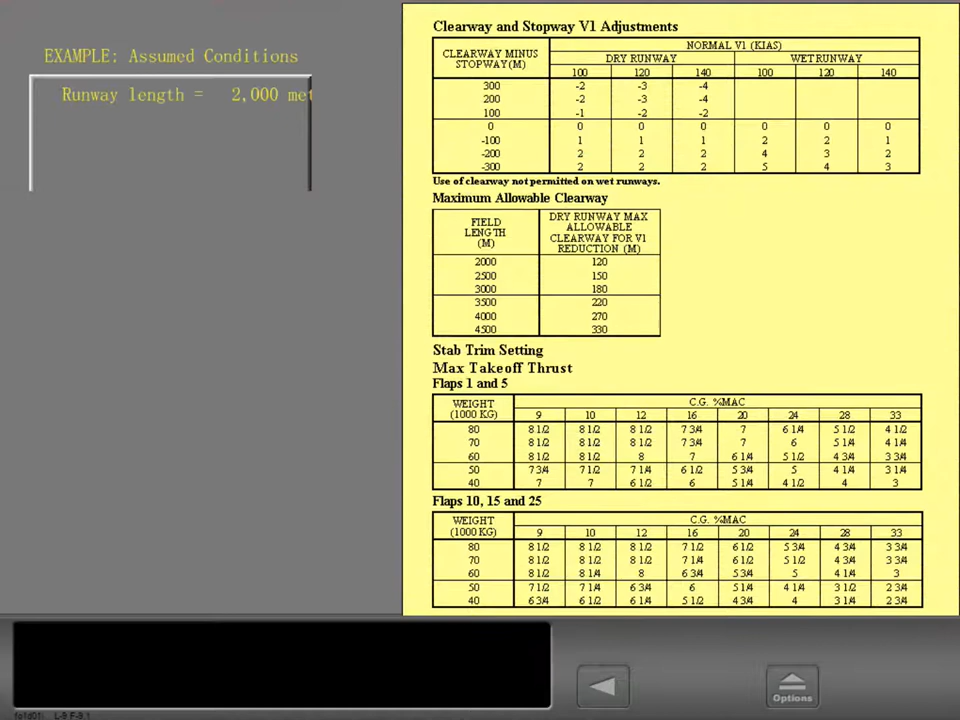 EXAMPLE: Assumed Conditions
Runway length = 2,000 met
Clearway and Stopway V1 Adjustments
CLEARWAY MINUS STOPWAY (M) NORMAL V1 (KIAS)
DRY RUNWAY WET RUNWAY
100 120 140 100 120 140
300 -2 -3 -4
200 -2 -3 -4
100 -1 -2 -2
0 0 0 0 0 0 0
-100 1 1 1 2 2 1
-200 2 2 2 4 3 2
-300 2 2 2 5 4 3
Use of clearway not permitted on wet runways.
Maximum Allowable Clearway
FIELD LENGTH (M) DRY RUNWAY MAX ALLOWABLE CLEARWAY FOR V1 REDUCTION (M)
2000 120
2500 150
3000 180
3500 220
4000 270
4500 330
Stab Trim Setting
Max Takeoff Thrust
Flaps 1 and 5
WEIGHT (1000 KG) C.G. %MAC
9 10 12 16 20 24 28 33
80 8 1/2 8 1/2 8 1/2 7 3/4 7 6 1/4 5 1/2 4 1/2
70 8 1/2 8 1/2 8 1/2 7 3/4 7 6 5 1/4 4 1/4
60 8 1/2 8 1/2 8 7 6 1/4 5 1/2 4 3/4 3 3/4
50 7 3/4 7 1/2 7 1/4 6 1/2 5 3/4 5 4 1/4 3 1/4
40 7 7 6 1/2 6 5 1/4 4 1/2 4 3
Flaps 10, 15 and 25
WEIGHT (1000 KG) C.G. %MAC
9 10 12 16 20 24 28 33
80 8 1/2 8 1/2 8 1/2 7 1/2 6 1/2 5 3/4 4 3/4 3 3/4
70 8 1/2 8 1/2 8 1/2 7 1/4 6 1/2 5 1/2 4 3/4 3 3/4
60 8 1/2 8 1/4 8 6 3/4 5 3/4 5 4 1/4 3
50 7 1/2 7 1/4 6 3/4 6 5 1/4 4 1/4 3 1/2 2 3/4
40 6 3/4 6 1/2 6 1/4 5 1/2 4 3/4 4 3 1/4 2 3/4
Options